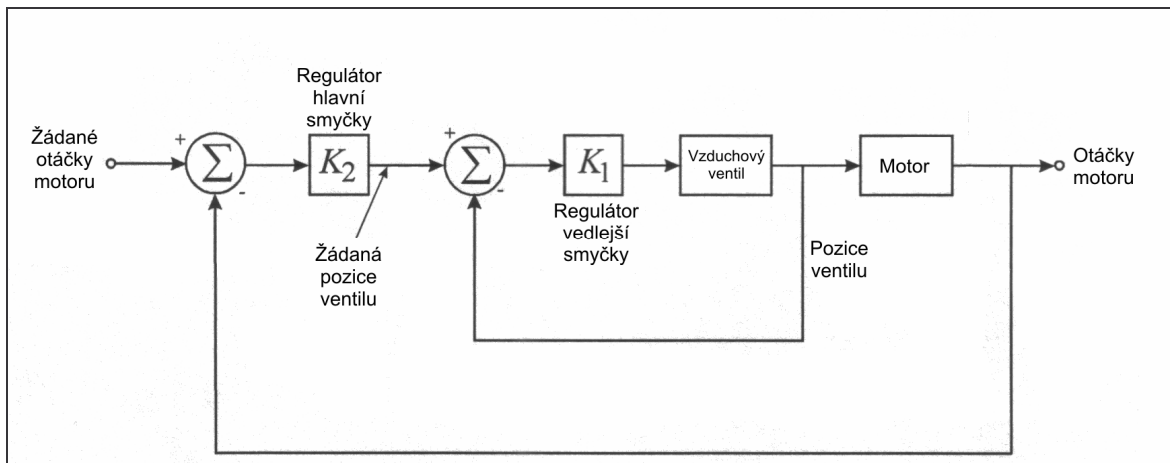 Žádané
otáčky
motoru
+
Σ
-
Regulátor
hlavní
smyčky
K2
Žádaná
pozice
ventilu
+
Σ
-
K1
Regulátor
vedlejší
smyčky
Vzduchový
ventil
Pozice
ventilu
Motor
Otáčky
motoru